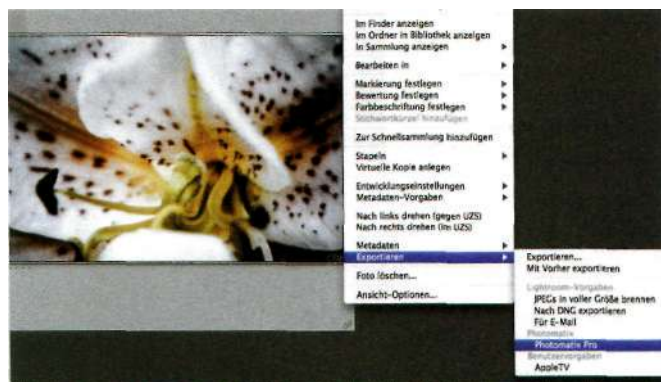 Im Finder anzeigen
Im Ordner in Bibliothek anzeigen
In Sammlung anzeigen
Bearbeiten in
Markierung festlegen
Bewertung festlegen
Farbbeschriftung festlegen
Stichwortkürzel hinzufügen
Zur Schnellsammlung hinzufügen
Stapeln
Virtuelle Kopie anlegen
Entwicklungseinstellungen
Metadaten-Vorgaben
Nach links drehen (gegen UZS)
Nach rechts drehen (im UZS)
Metadaten
Exportieren
Foto löschen...
Ansicht-Optionen...
Exportieren...
Mit Vorher exportieren
Lightroom-Vorgaben
JPEGs in voller Größe brennen
Nach DNG exportieren
Für E-Mail
Photomatix
Photomatix Pro
Benutzervorgaben
AppleTV